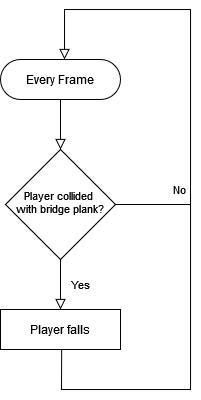 Every Frame
Player collided
with bridge plank?
No
Yes
Player falls